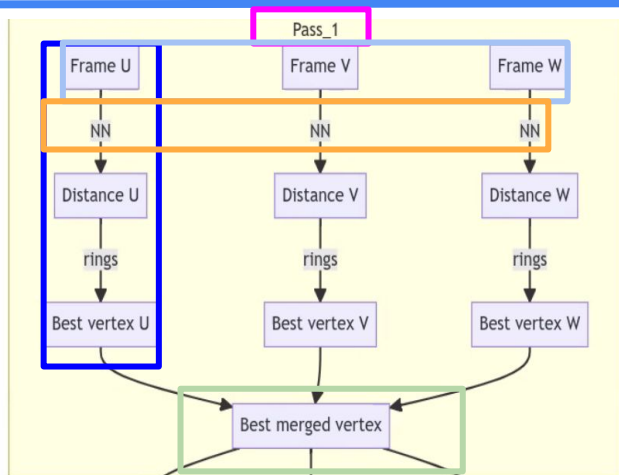 Pass_1
Frame U Frame V Frame W
NN NN NN
Distance U Distance V Distance W
rings rings rings
Best vertex U Best vertex V Best vertex W
Best merged vertex